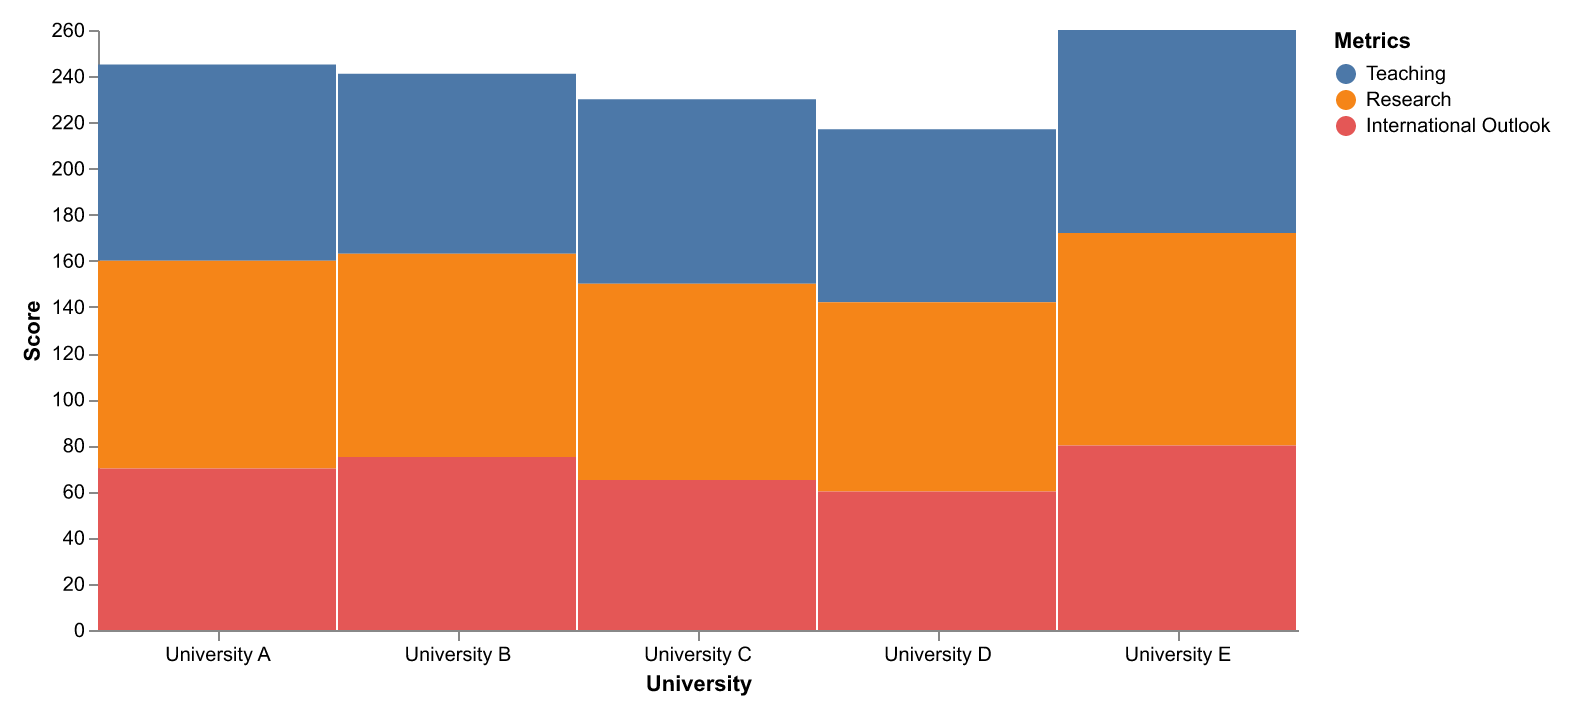 260
240
220
200
180
160
140
120
100
80
60
40
20
0
Score
University A
University B
University C
University D
University E
University
Metrics
Teaching
Research
International Outlook